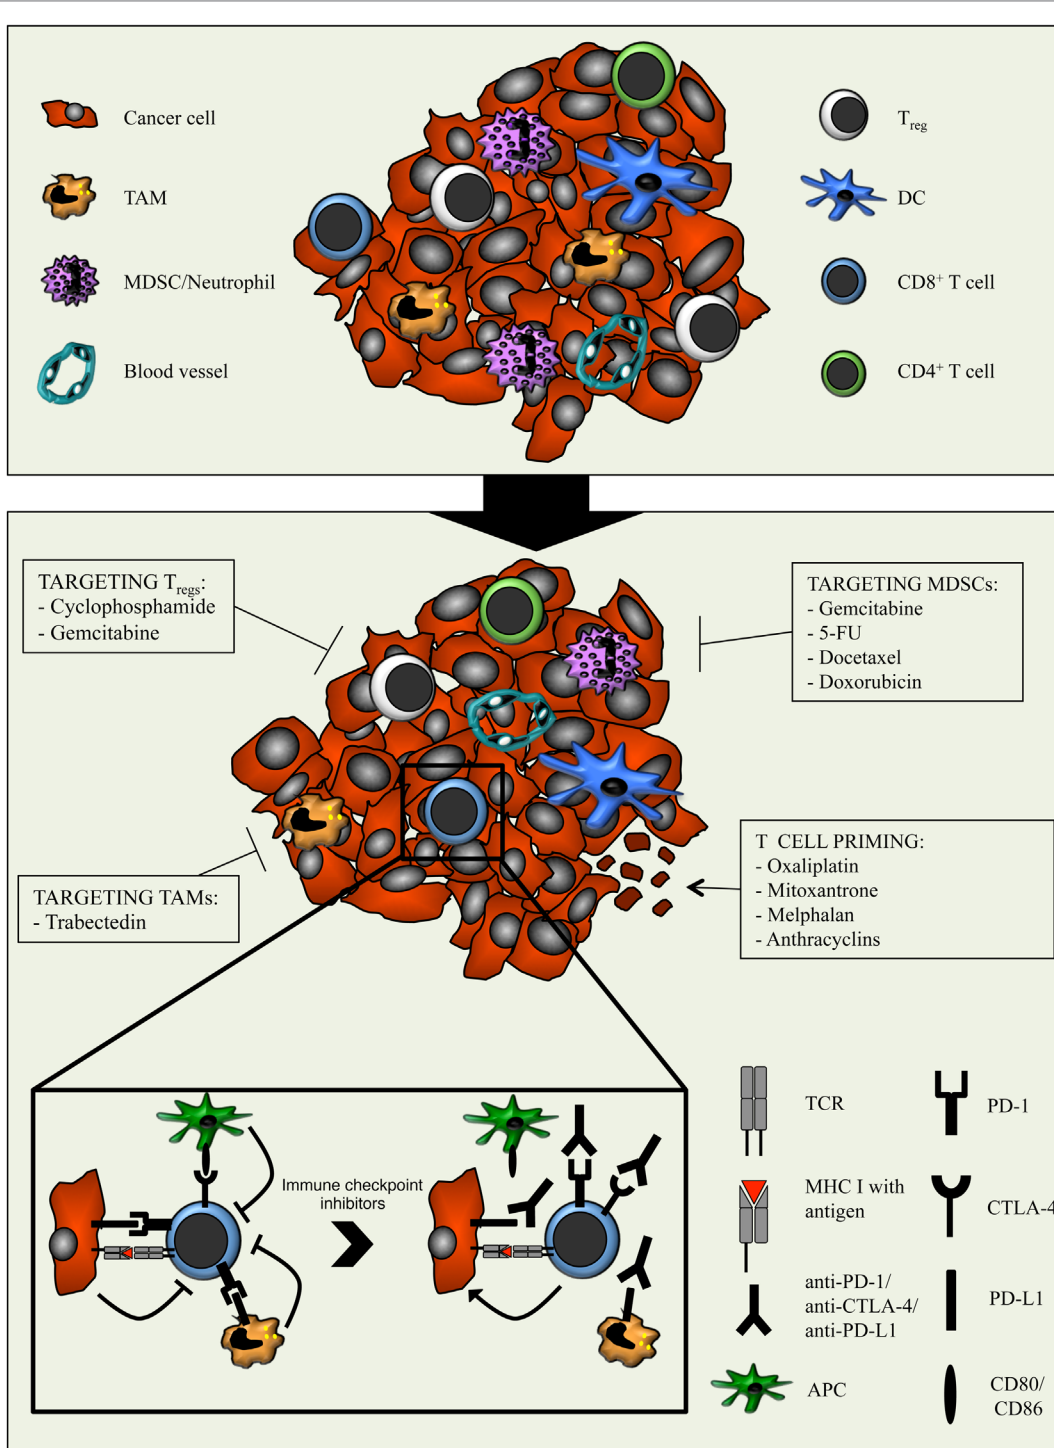 Cancer cell
TAM
MDSC/Neutrophil
Blood vessel
Treg
DC
CD8+ T cell
CD4+ T cell
TARGETING Tregs:
- Cyclophosphamide
- Gemcitabine
TARGETING MDSCs:
- Gemcitabine
- 5-FU
- Docetaxel
- Doxorubicin
TARGETING TAMs:
- Trabectedin
T CELL PRIMING:
- Oxaliplatin
- Mitoxantrone
- Melphalan
- Anthracyclins
Immune checkpoint
inhibitors
TCR
MHC I with
antigen
anti-PD-1/
anti-CTLA-4/
anti-PD-L1
APC
PD-1
CTLA-4
PD-L1
CD80/
CD86